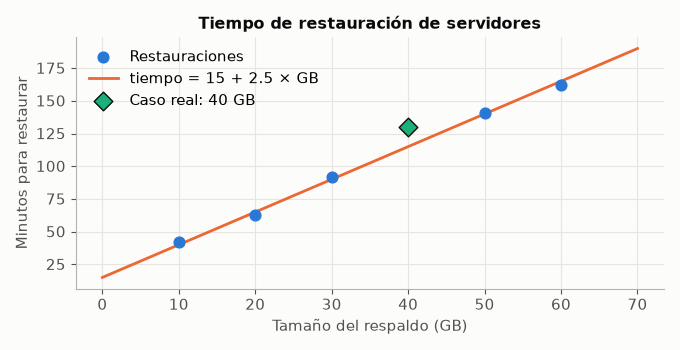 Tiempo de restauración de servidores
Restauraciones
tiempo = 15 + 2.5 × GB
Caso real: 40 GB
Minutos para restaurar
175
150
125
100
75
50
25
0 10 20 30 40 50 60 70
Tamaño del respaldo (GB)